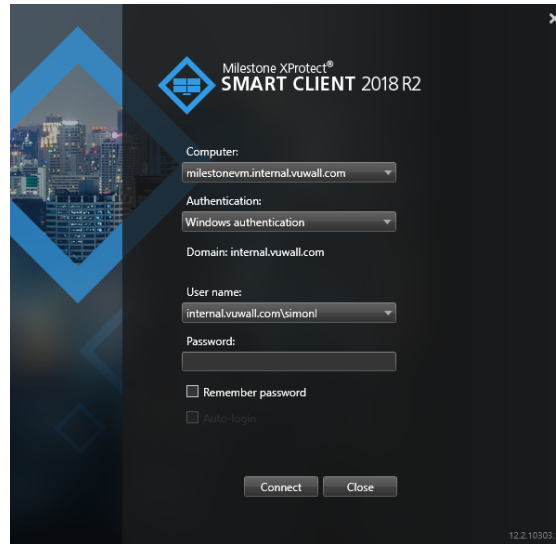 Milestone XProtect®
SMART CLIENT 2018 R2
Computer:
milestonevm.internal.vuwall.com
Authentication:
Windows authentication
Domain: internal.vuwall.com
User name:
internal.vuwall.com\simonl
Password:
Remember password
Auto-login
Connect Close
12.2.10303.